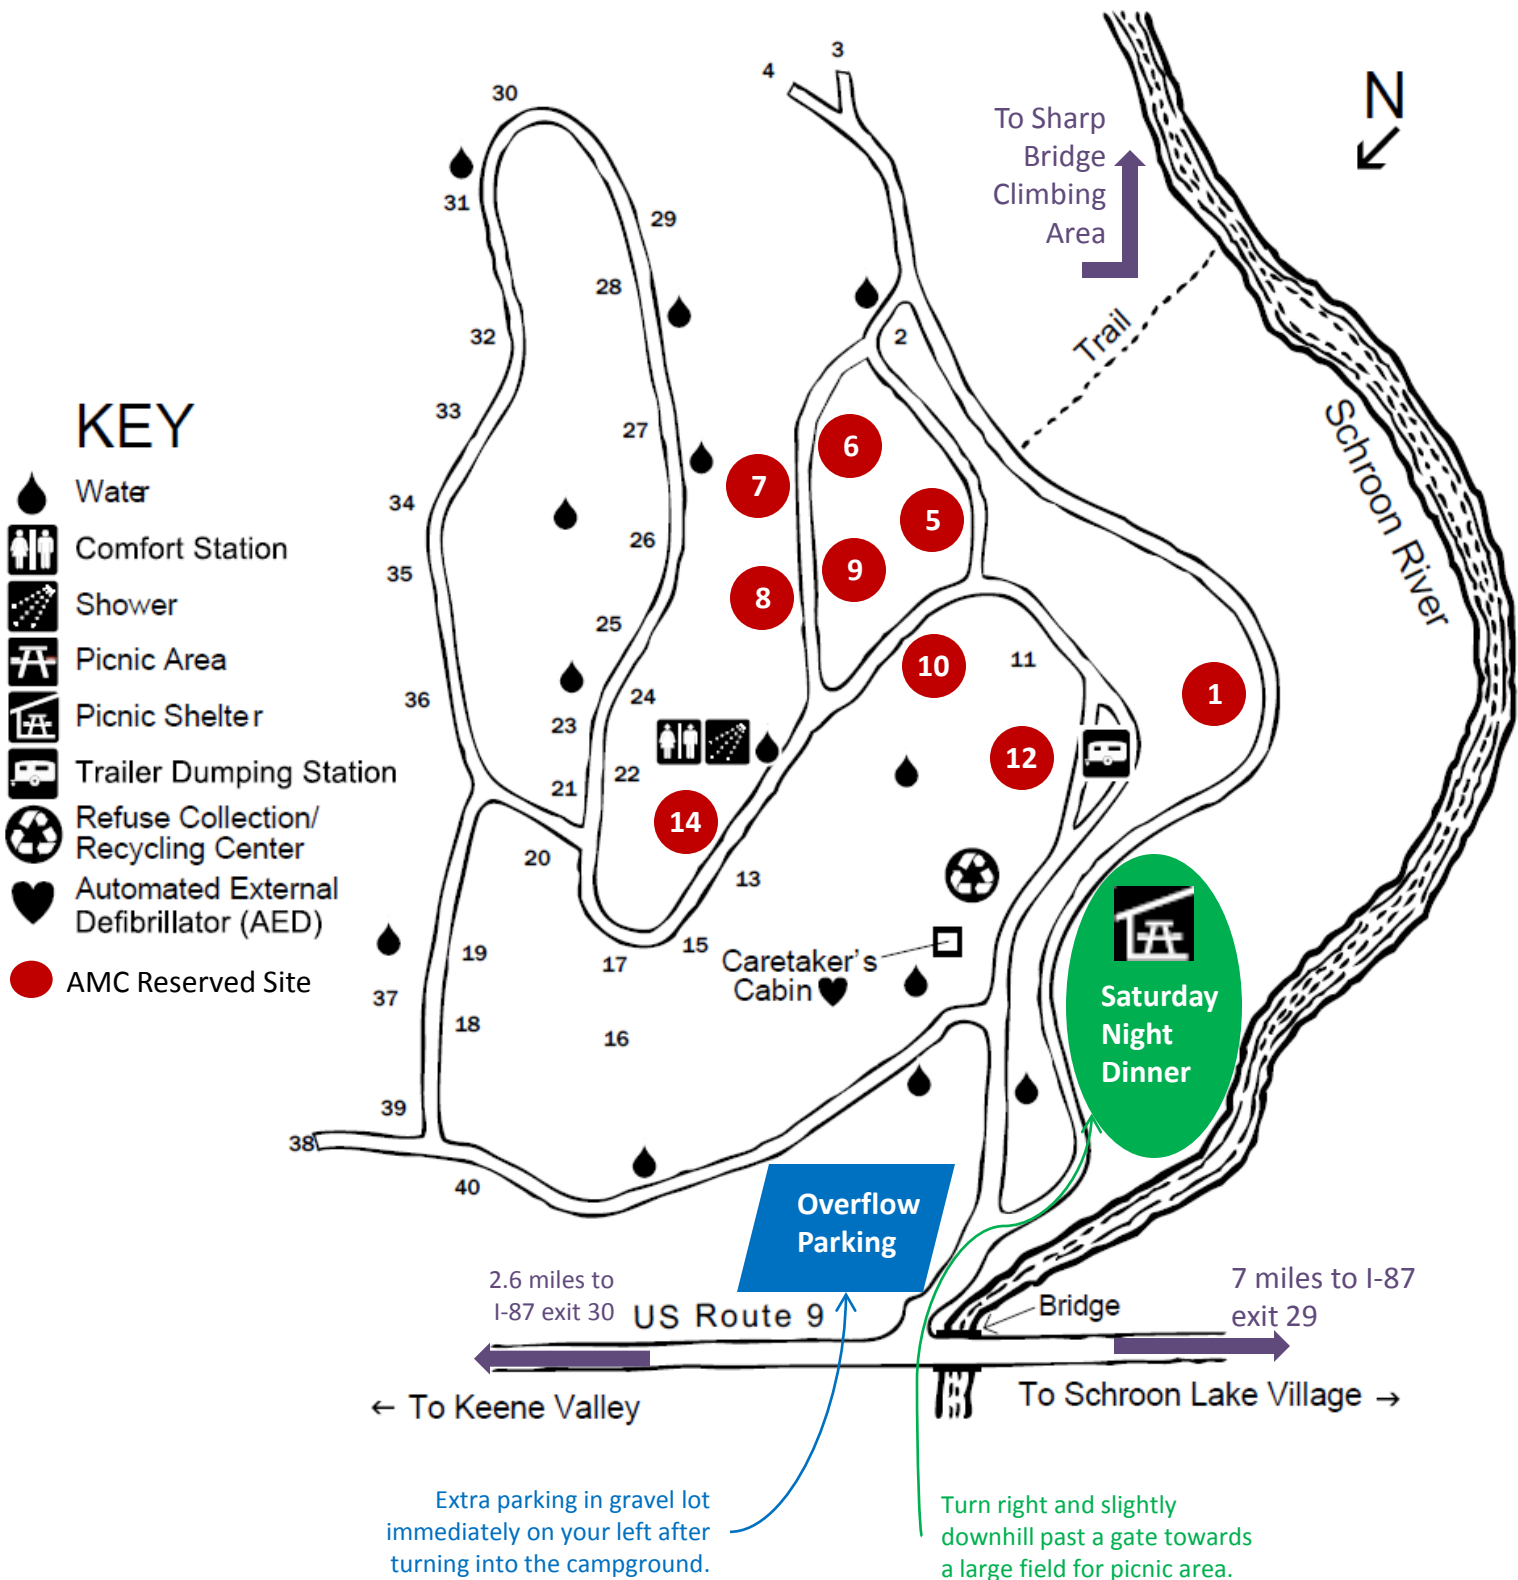 3
4
30
N
To Sharp
Bridge
Climbing
Area
31
29
28
2
32
Trail
33
27
6
7
5
34
26
9
35
8
25
Schroon River
KEY
Water
Comfort Station
Shower
Picnic Area
Picnic Shelter
Trailer Dumping Station
Refuse Collection/
Recycling Center
Automated External
Defibrillator (AED)
AMC Reserved Site
10
11
1
36
24
23
12
22
21
14
20
13
15
17
19
Caretaker's
Cabin
37
18
16
Saturday
Night
Dinner
39
38
40
Overflow
Parking
2.6 miles to
I-87 exit 30
US Route 9
Bridge
7 miles to I-87
exit 29
← To Keene Valley
To Schroon Lake Village →
Extra parking in gravel lot
immediately on your left after
turning into the campground.
Turn right and slightly
downhill past a gate towards
a large field for picnic area.